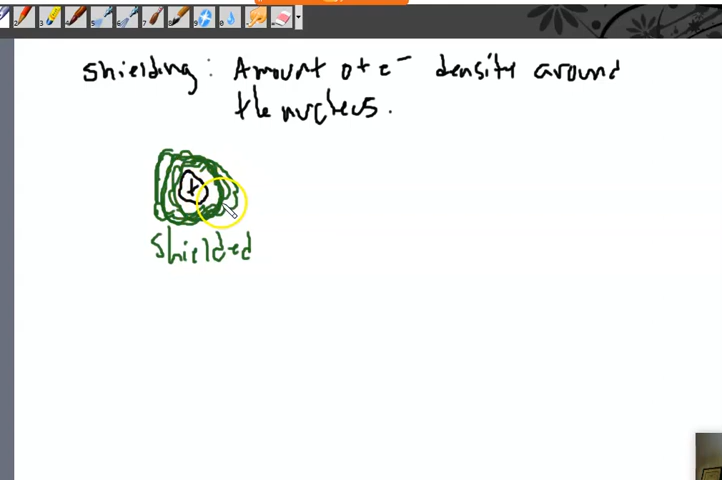 shielding: Amount of e⁻ density around
the nucleus.
+
shielded